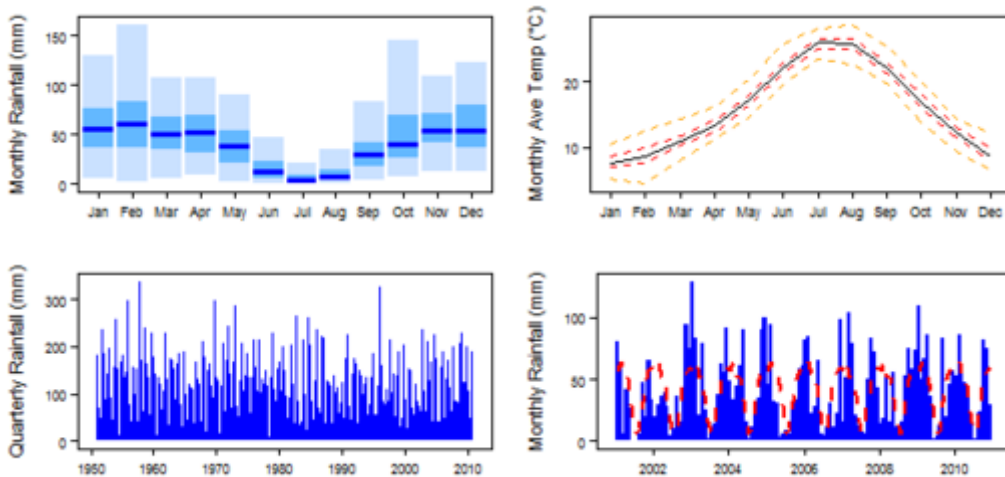 Monthly Rainfall (mm)
150
100
50
0
Jan Feb Mar Apr May Jun Jul Aug Sep Oct Nov Dec
Monthly Ave Temp (°C)
20
10
Jan Feb Mar Apr May Jun Jul Aug Sep Oct Nov Dec
Quarterly Rainfall (mm)
300
200
100
0
1950 1960 1970 1980 1990 2000 2010
Monthly Rainfall (mm)
100
50
0
2002 2004 2006 2008 2010